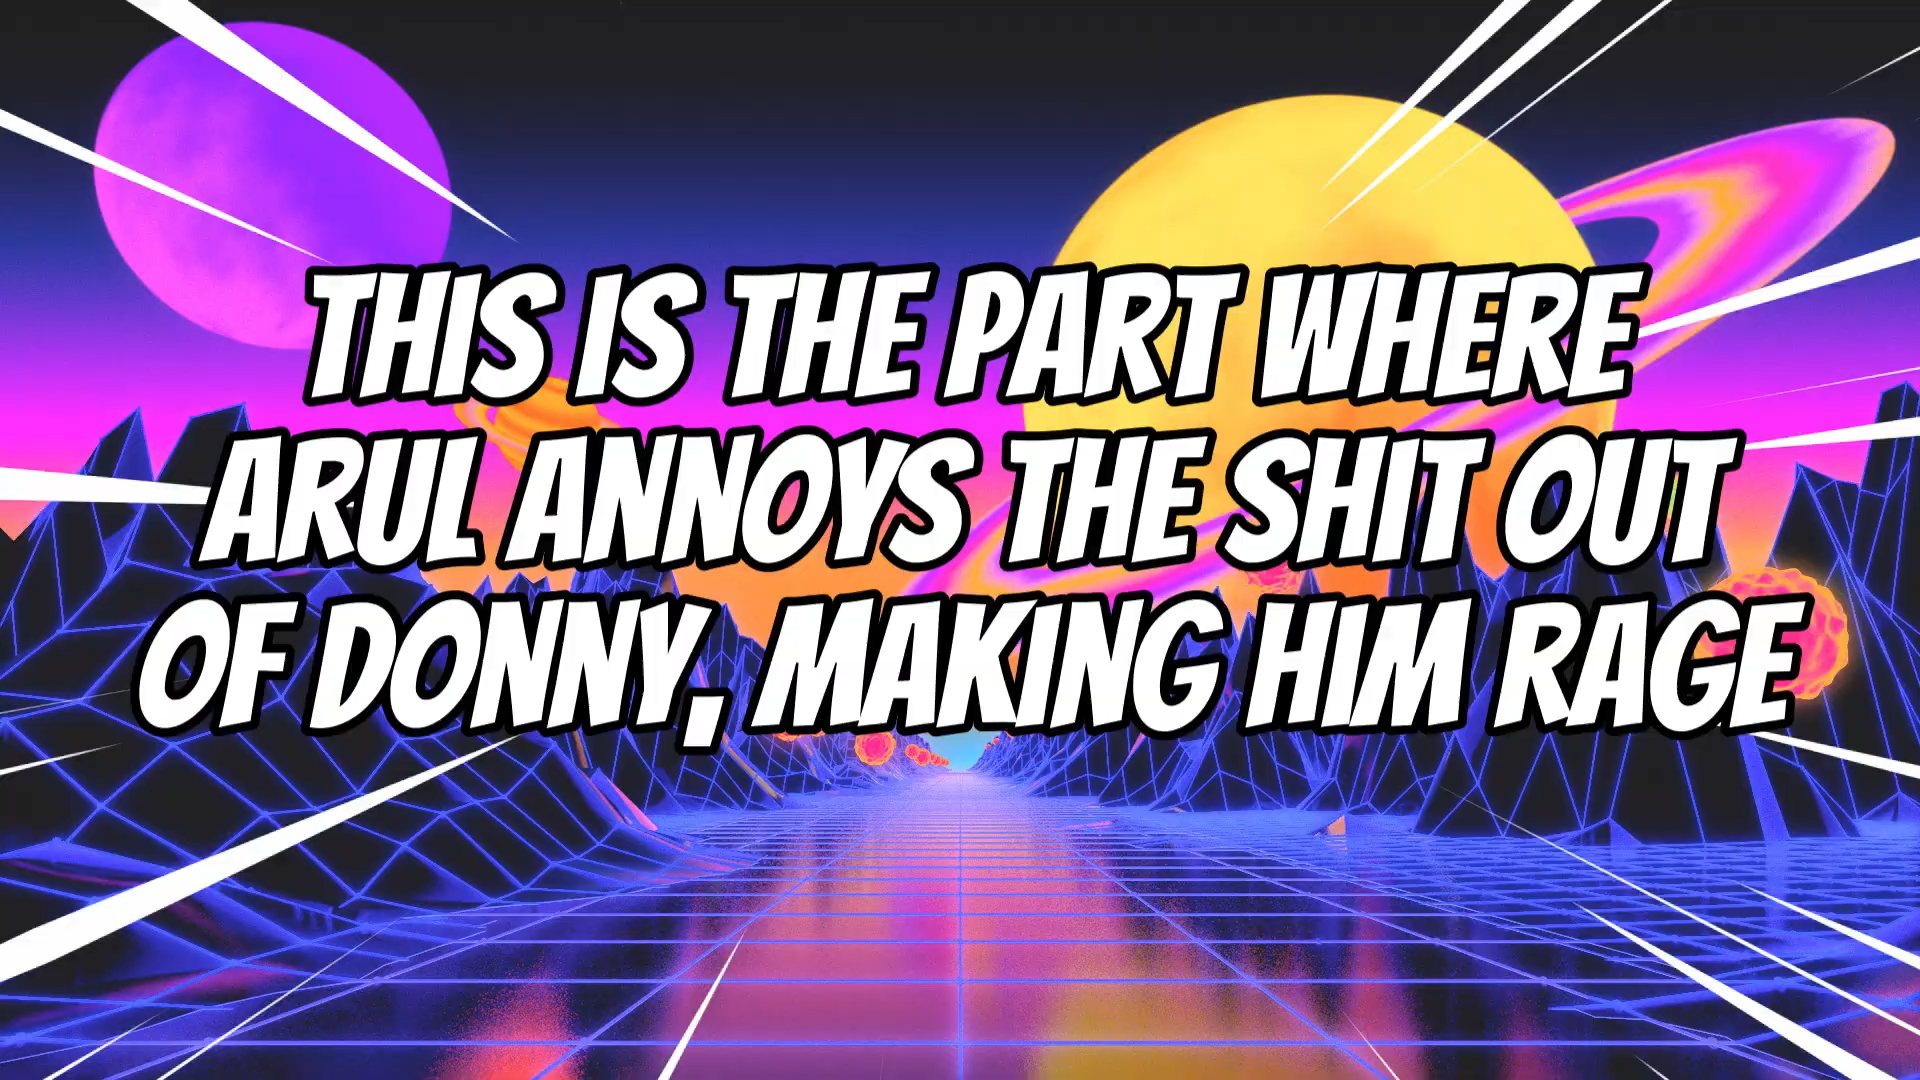 THIS IS THE PART WHERE
ARUL ANNOYS THE SHIT OUT
OF DONNY, MAKING HIM RAGE